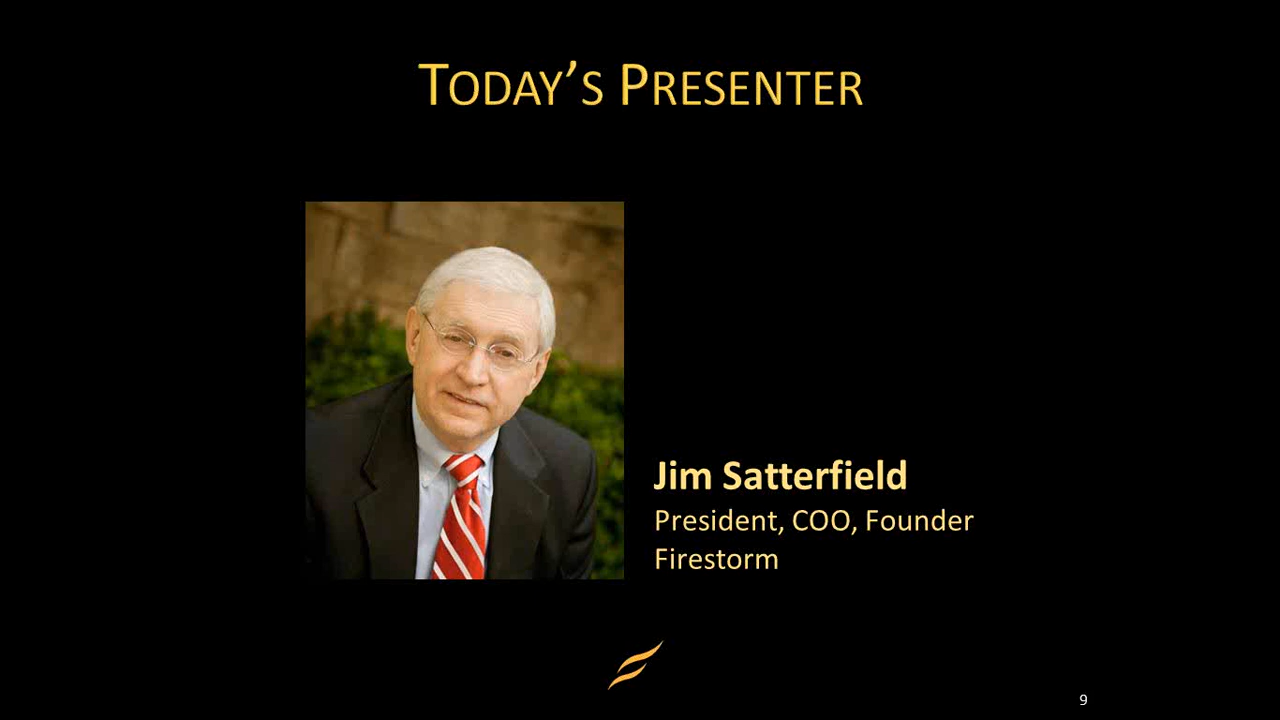 TODAY’S PRESENTER
Jim Satterfield
President, COO, Founder
Firestorm
9